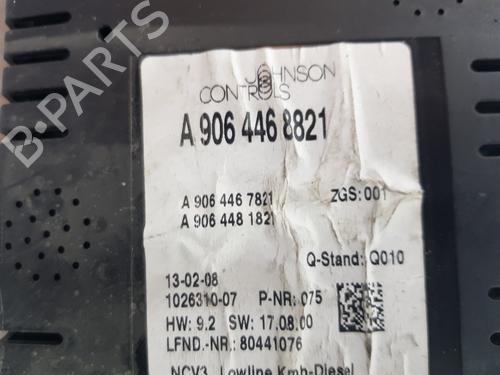 JOHNSON
CONTROLS
A 906 446 8821
A 906 446 7821 ZGS: 001
A 906 448 1821
Q-Stand: Q010
13-02-08
1026310-07 P-NR: 075
HW: 9.2 SW: 17.08.00
LFND.-NR.: 80441076
NCV3 Lowline Kmh-Diesel
B-PARTS